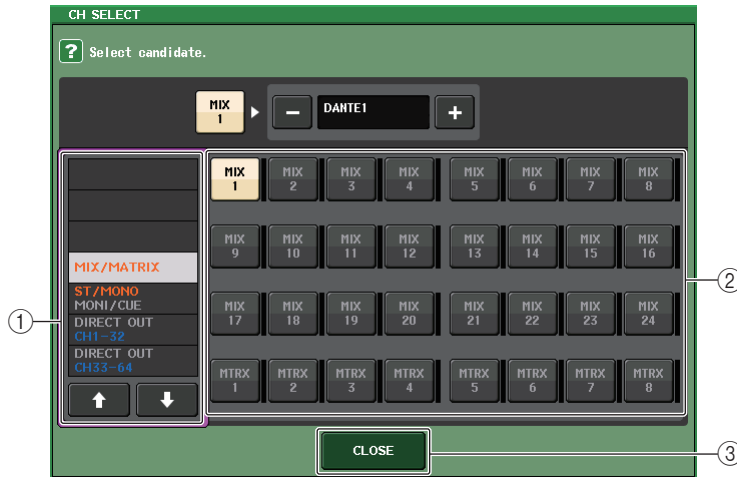 CH SELECT
? Select candidate.
MIX 1
− DANTE1 +
MIX/MATRIX
ST/MONO
MONI/CUE
DIRECT OUT
CH1-32
DIRECT OUT
CH33-64
MIX 1 MIX 2 MIX 3 MIX 4 MIX 5 MIX 6 MIX 7 MIX 8
MIX 9 MIX 10 MIX 11 MIX 12 MIX 13 MIX 14 MIX 15 MIX 16
MIX 17 MIX 18 MIX 19 MIX 20 MIX 21 MIX 22 MIX 23 MIX 24
MTRX 1 MTRX 2 MTRX 3 MTRX 4 MTRX 5 MTRX 6 MTRX 7 MTRX 8
CLOSE
①
②
③